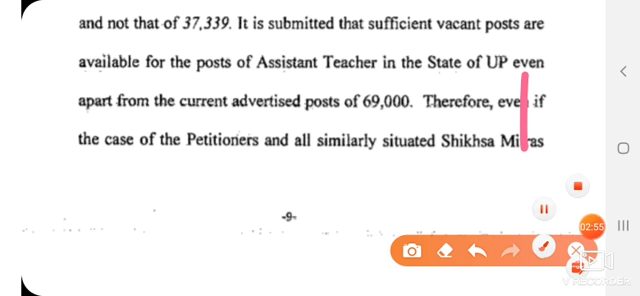 and not that of 37,339. It is submitted that sufficient vacant posts are
available for the posts of Assistant Teacher in the State of UP even
apart from the current advertised posts of 69,000. Therefore, even if
the case of the Petitioners and all similarly situated Shikhsa Mitras
-9-
02:55
V RECORDER